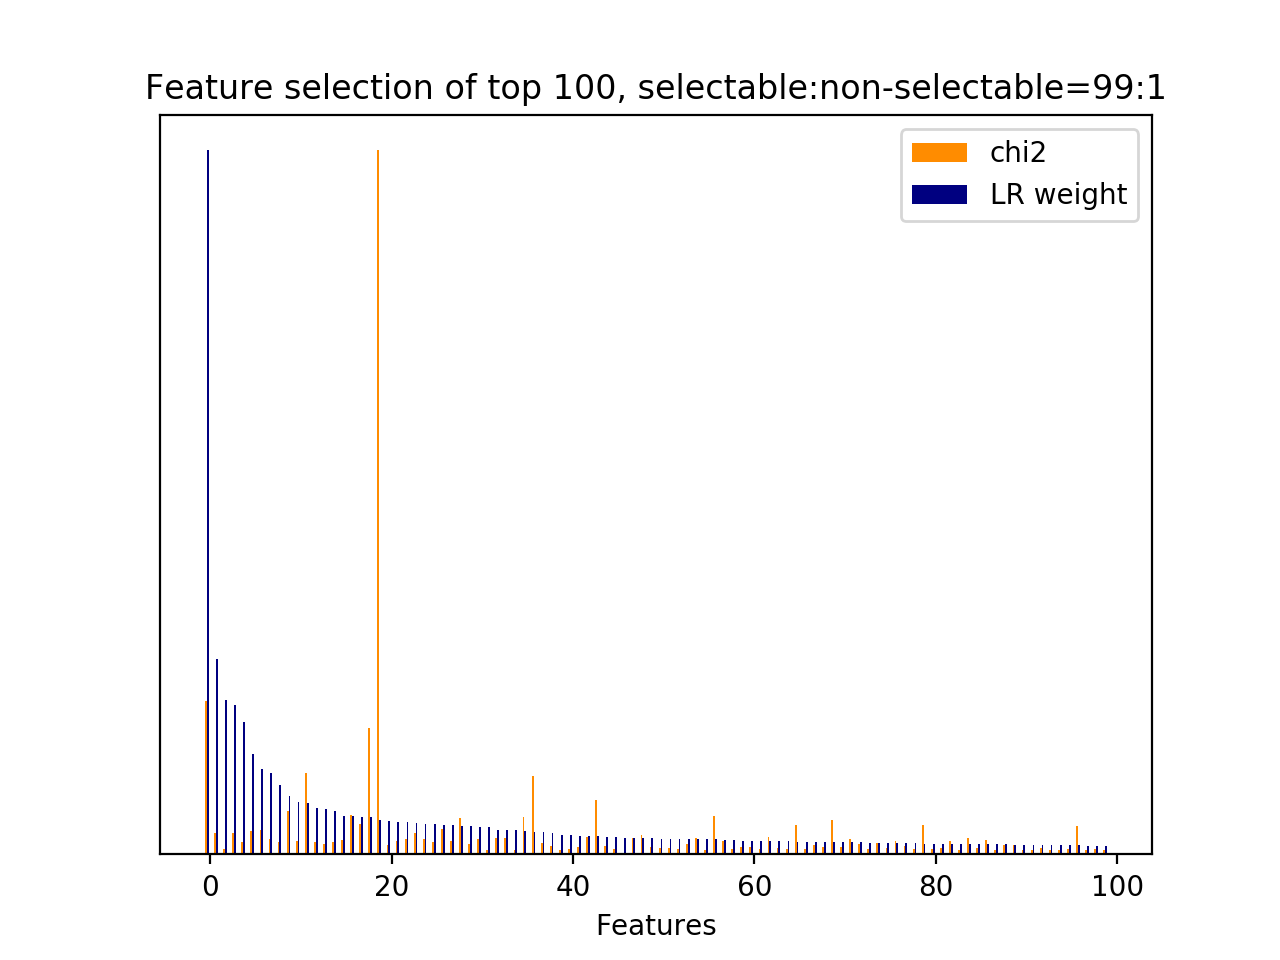 Feature selection of top 100, selectable:non-selectable=99:1
chi2
LR weight
0 20 40 60 80 100
Features